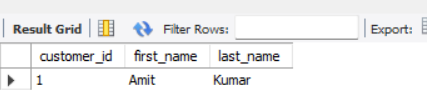 Result Grid Filter Rows: Export:
customer_id first_name last_name
1 Amit Kumar